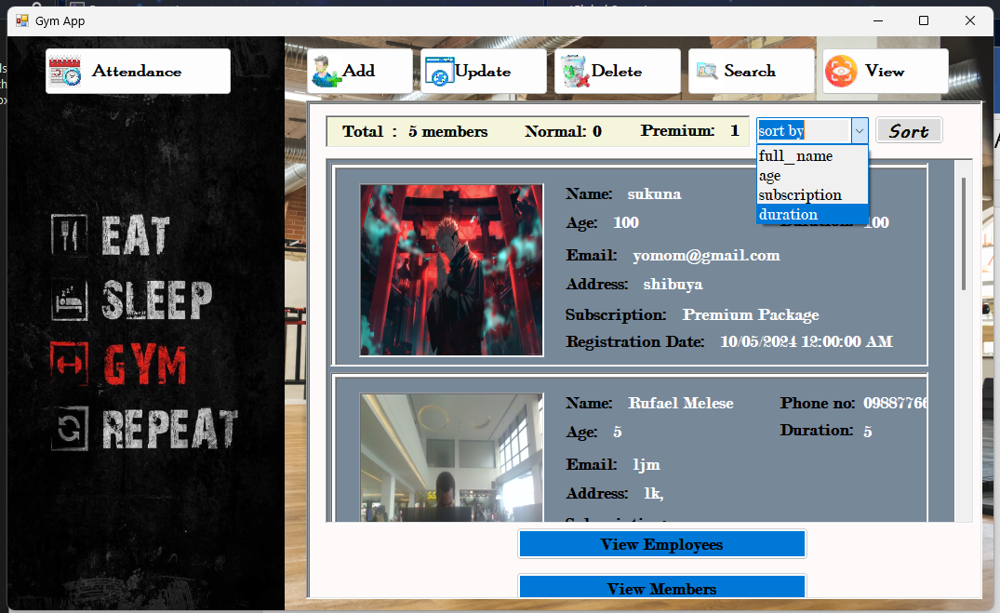 Gym App
Attendance
Add
Update
Delete
Search
View
Total : 5 members Normal: 0 Premium: 1
sort by
Sort
full_name
age
subscription
duration
Name: sukuna
Age: 100
100
Email: yomom@gmail.com
Address: shibuya
Subscription: Premium Package
Registration Date: 10/05/2024 12:00:00 AM
Name: Rufael Melese
Phone no: 09887766
Age: 5
Duration: 5
Email: ljm
Address: lk,
View Employees
View Members
EAT
SLEEP
GYM
REPEAT